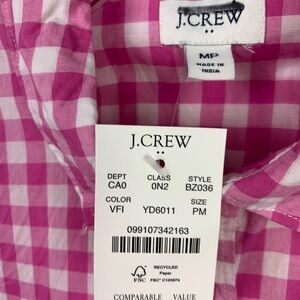 J.CREW
MP
MADE IN
INDIA
J.CREW
DEPT CLASS STYLE
CA0 0N2 BZ036
COLOR SIZE
VFI YD6011 PM
099107342163
FSC
RECYCLED
Paper
COMPARABLE VALUE